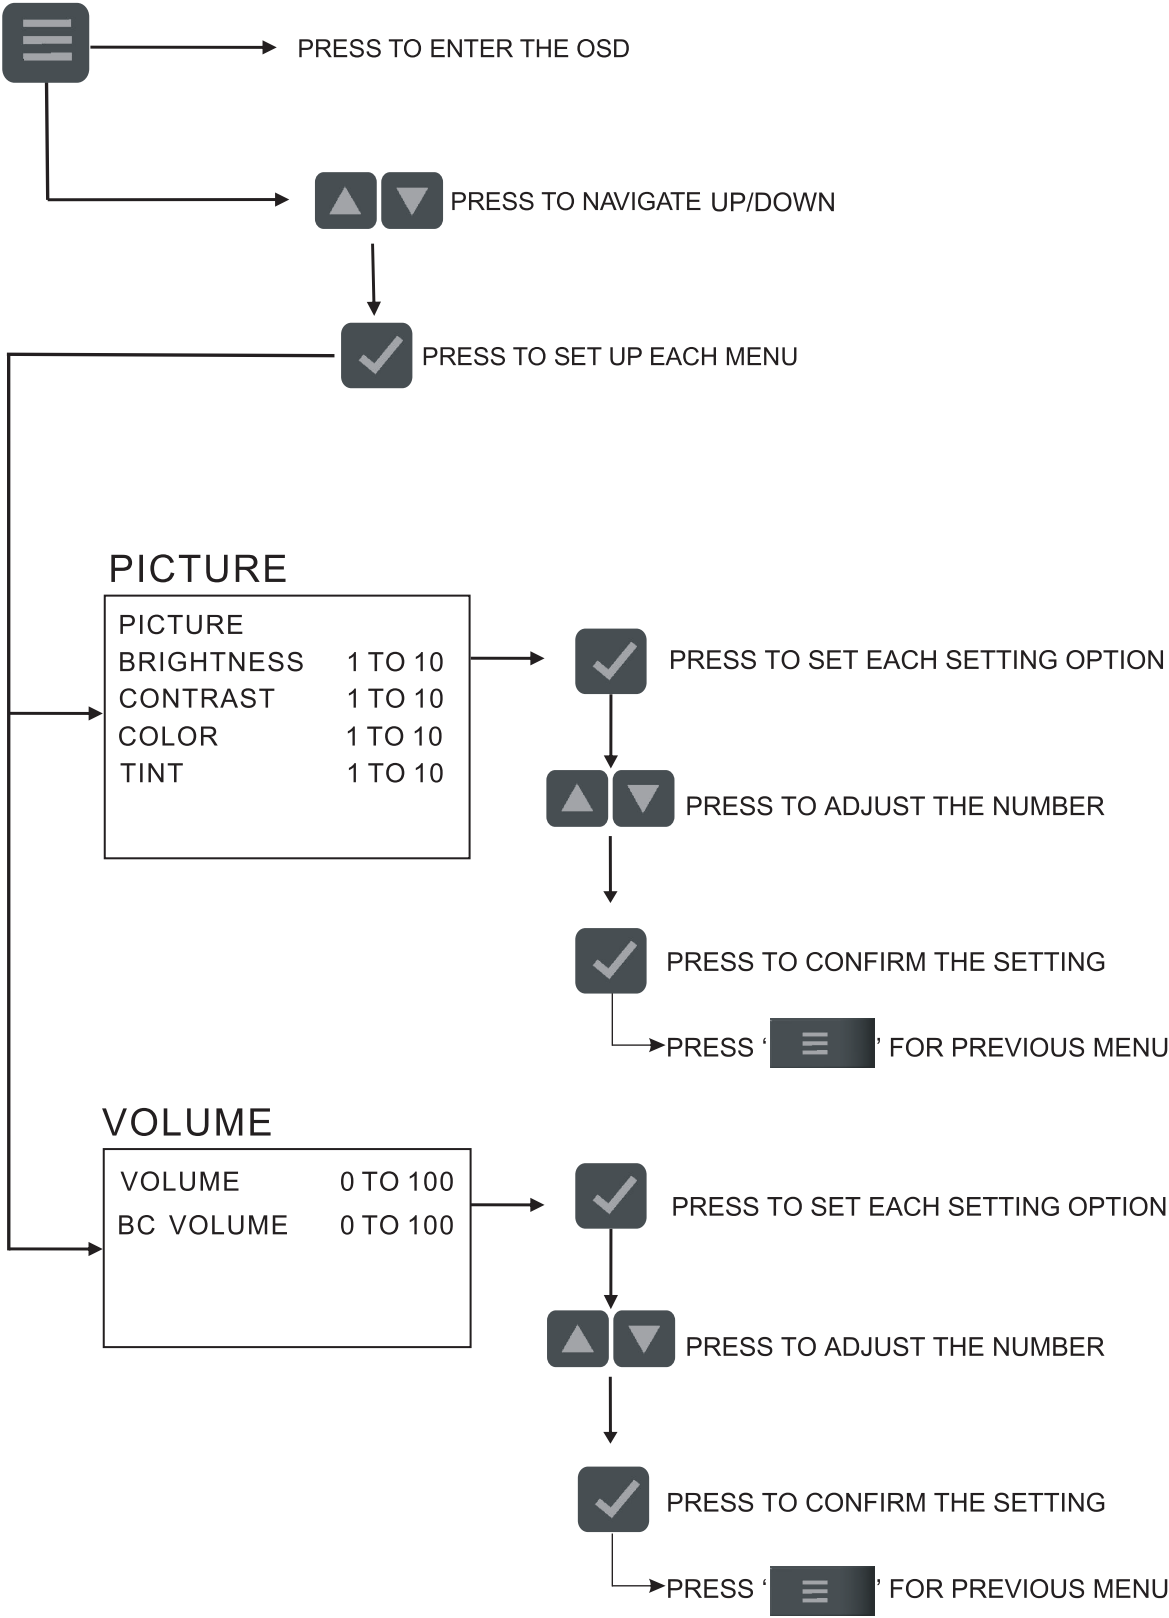 PRESS TO ENTER THE OSD
PRESS TO NAVIGATE UP/DOWN
PRESS TO SET UP EACH MENU
PICTURE
PICTURE
BRIGHTNESS 1 TO 10
CONTRAST 1 TO 10
COLOR 1 TO 10
TINT 1 TO 10
PRESS TO SET EACH SETTING OPTION
PRESS TO ADJUST THE NUMBER
PRESS TO CONFIRM THE SETTING
PRESS ‘ ’ FOR PREVIOUS MENU
VOLUME
VOLUME 0 TO 100
BC VOLUME 0 TO 100
PRESS TO SET EACH SETTING OPTION
PRESS TO ADJUST THE NUMBER
PRESS TO CONFIRM THE SETTING
PRESS ‘ ’ FOR PREVIOUS MENU